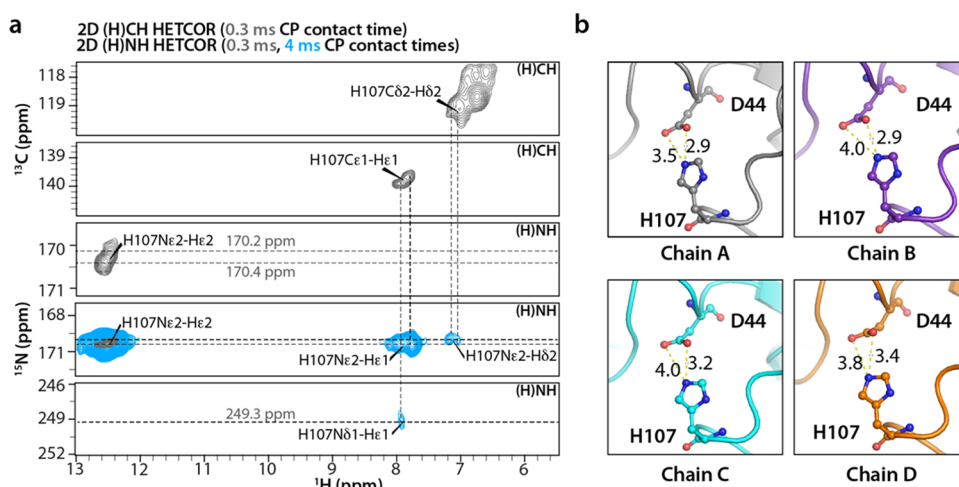 a
2D (H)CH HETCOR (0.3 ms CP contact time)
2D (H)NH HETCOR (0.3 ms, 4 ms CP contact times)
(H)CH
118
119
H107Cδ2-Hδ2
(H)CH
139
140
H107Cε1-Hε1
¹³C (ppm)
(H)NH
170
171
H107Nε2-Hε2
170.2 ppm
170.4 ppm
(H)NH
168
171
H107Nε2-Hε2
H107Nε2-Hε1
H107Nε2-Hδ2
¹⁵N (ppm)
(H)NH
246
249
252
249.3 ppm
H107Nδ1-Hε1
13 12 11 10 9 8 7 6
¹H (ppm)
b
D44
3.5 2.9
H107
Chain A
D44
4.0 2.9
H107
Chain B
D44
4.0 3.2
H107
Chain C
D44
3.8 3.4
H107
Chain D